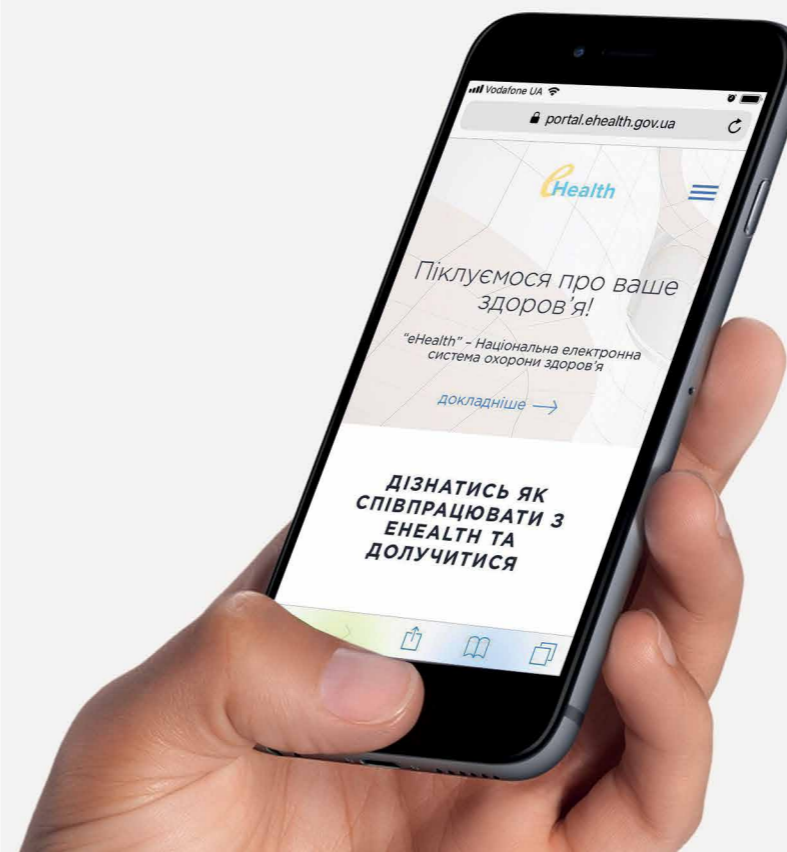 Vodafone UA
portal.ehealth.gov.ua
eHealth
Піклуємося про ваше
здоров'я!
"eHealth" – Національна електронна
система охорони здоров'я
докладніше
ДІЗНАТИСЬ ЯК
СПІВПРАЦЮВАТИ З
EHEALTH ТА
ДОЛУЧИТИСЯ